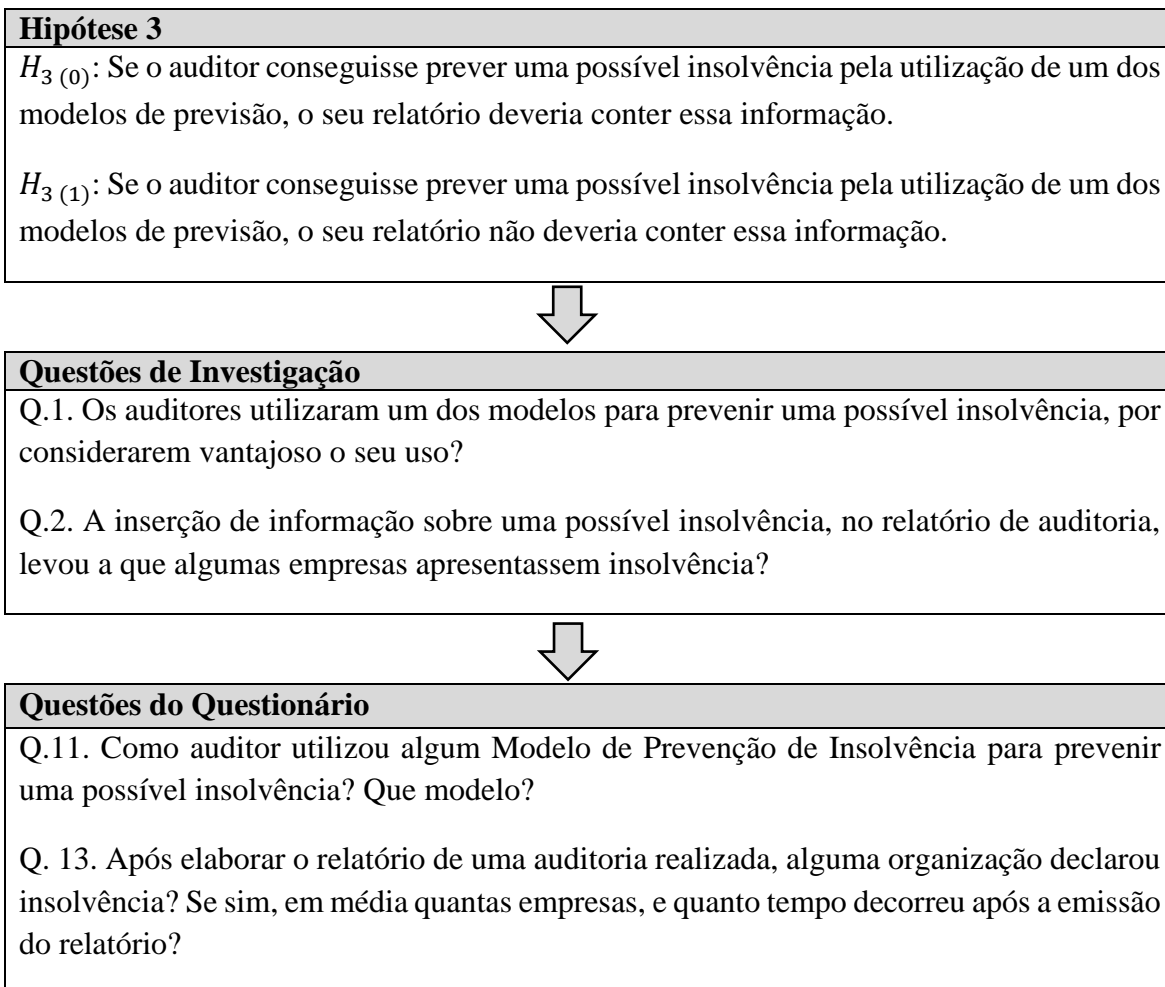 Hipótese 3
H3 (0): Se o auditor conseguisse prever uma possível insolvência pela utilização de um dos
modelos de previsão, o seu relatório deveria conter essa informação.
H3 (1): Se o auditor conseguisse prever uma possível insolvência pela utilização de um dos
modelos de previsão, o seu relatório não deveria conter essa informação.
Questões de Investigação
Q.1. Os auditores utilizaram um dos modelos para prevenir uma possível insolvência, por
considerarem vantajoso o seu uso?
Q.2. A inserção de informação sobre uma possível insolvência, no relatório de auditoria,
levou a que algumas empresas apresentassem insolvência?
Questões do Questionário
Q.11. Como auditor utilizou algum Modelo de Prevenção de Insolvência para prevenir
uma possível insolvência? Que modelo?
Q. 13. Após elaborar o relatório de uma auditoria realizada, alguma organização declarou
insolvência? Se sim, em média quantas empresas, e quanto tempo decorreu após a emissão
do relatório?